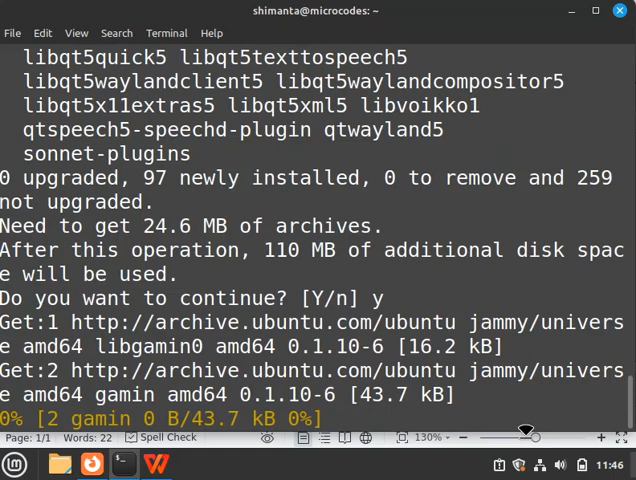 shimanta@microcodes: ~
File Edit View Search Terminal Help
libqt5quick5 libqt5texttospeech5
libqt5waylandclient5 libqt5waylandcompositor5
libqt5x11extras5 libqt5xml5 libvoikko1
qtspeech5-speechd-plugin qtwayland5
sonnet-plugins
0 upgraded, 97 newly installed, 0 to remove and 259
not upgraded.
Need to get 24.6 MB of archives.
After this operation, 110 MB of additional disk spac
e will be used.
Do you want to continue? [Y/n] y
Get:1 http://archive.ubuntu.com/ubuntu jammy/univers
e amd64 libgamin0 amd64 0.1.10-6 [16.2 kB]
Get:2 http://archive.ubuntu.com/ubuntu jammy/univers
e amd64 gamin amd64 0.1.10-6 [43.7 kB]
0% [2 gamin 0 B/43.7 kB 0%]
Page: 1/1 Words: 22 Spell Check 130%
11:46